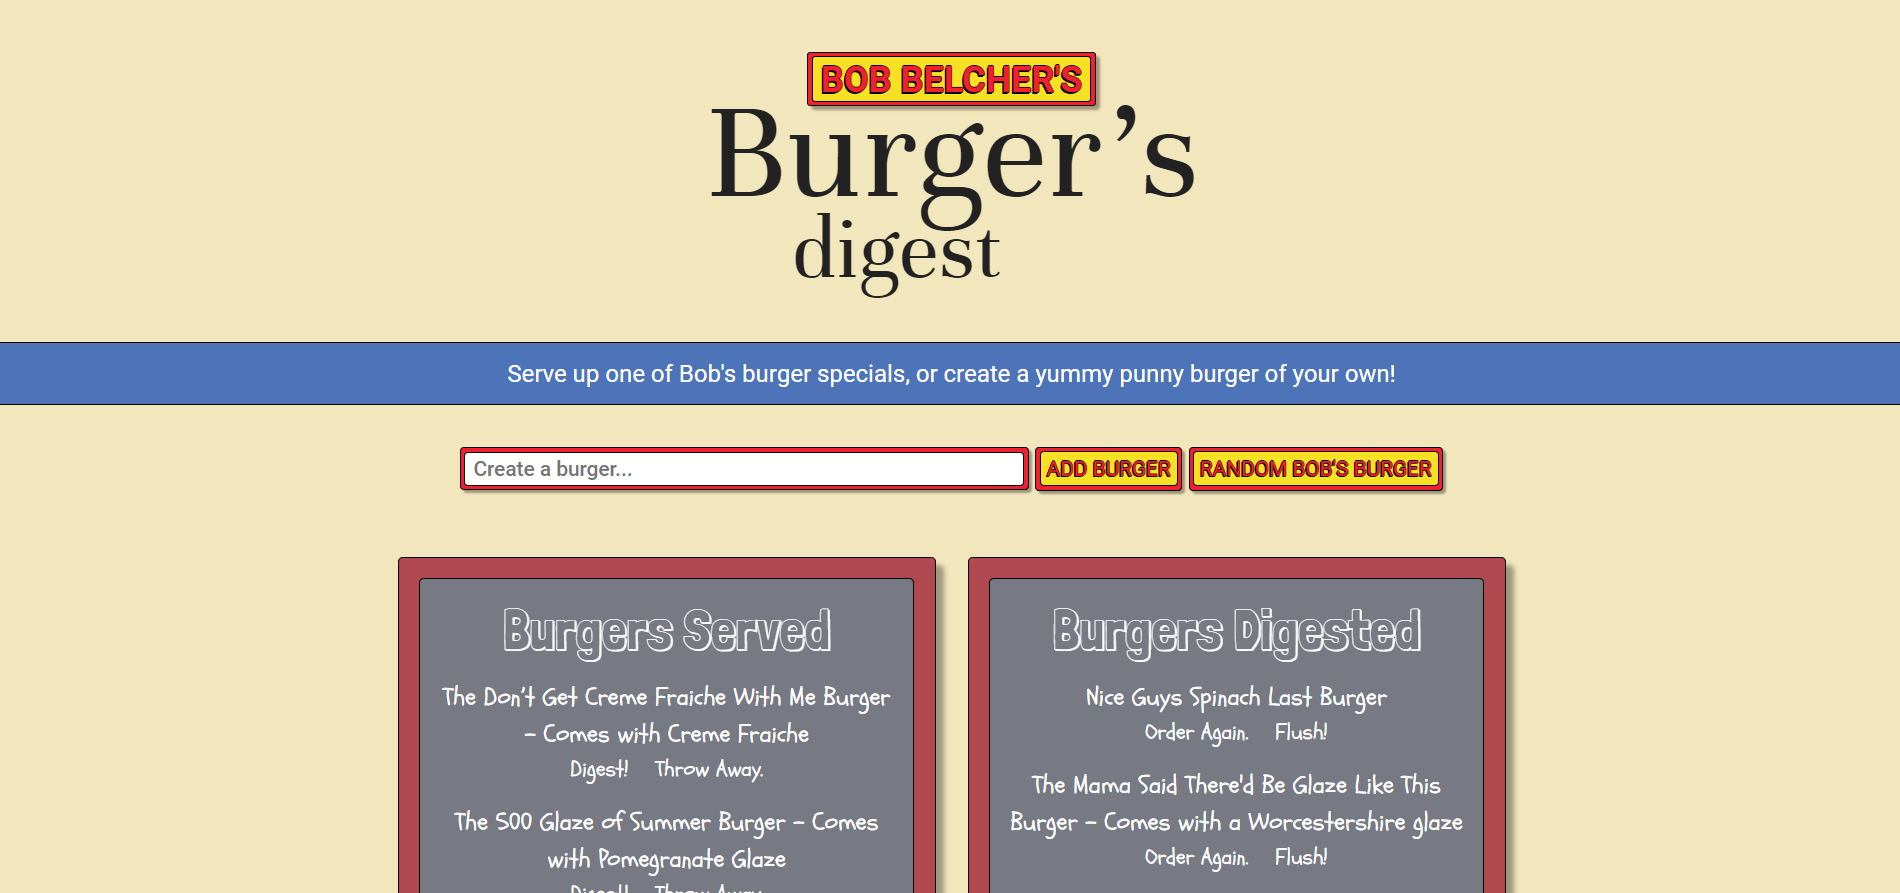 BOB BELCHER'S
Burger’s
digest
Serve up one of Bob's burger specials, or create a yummy punny burger of your own!
Create a burger...
ADD BURGER
RANDOM BOB'S BURGER
Burgers Served
The Don't Get Creme Fraiche With Me Burger
- Comes with Creme Fraiche
Digest! Throw Away.
The 500 Glaze of Summer Burger - Comes
with Pomegranate Glaze
Digest! Throw Away.
Burgers Digested
Nice Guys Spinach Last Burger
Order Again. Flush!
The Mama Said There'd Be Glaze Like This
Burger - Comes with a Worcestershire glaze
Order Again. Flush!